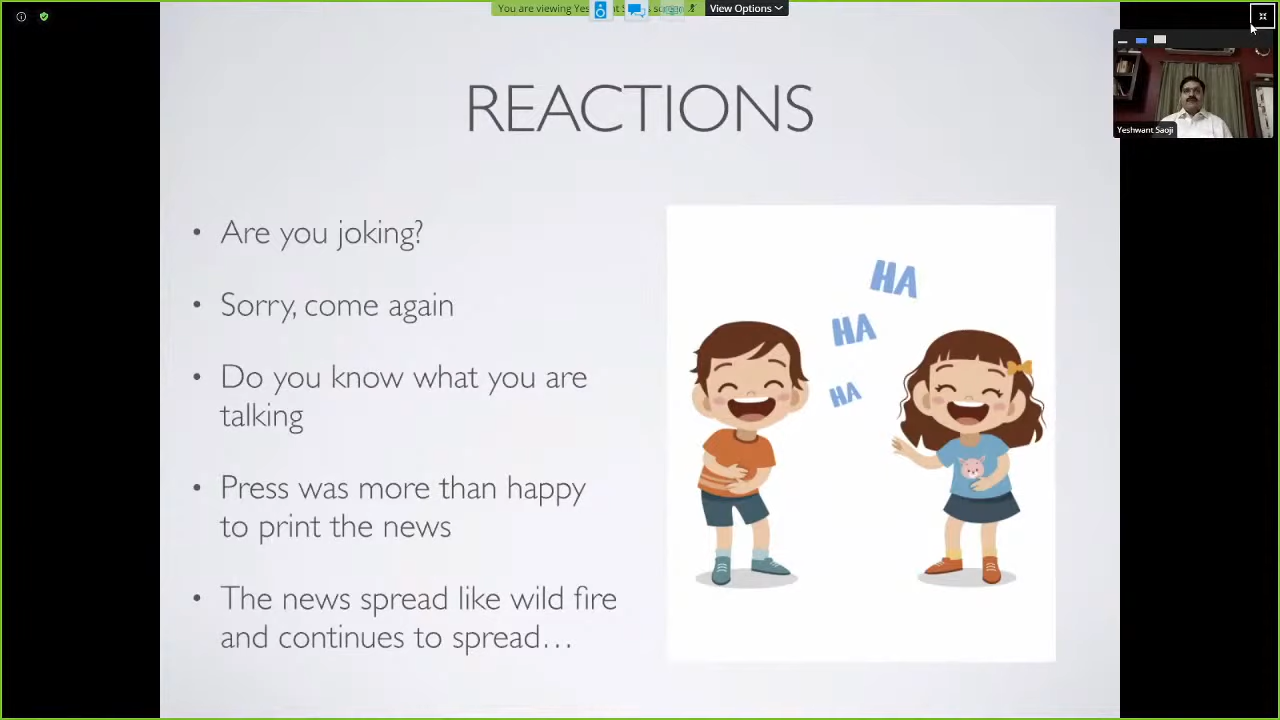 You are viewing Yes
View Options
Yeshwant Saoji
REACTIONS
• Are you joking?
• Sorry, come again
• Do you know what you are
talking
• Press was more than happy
to print the news
• The news spread like wild fire
and continues to spread...
HA
HA
HA